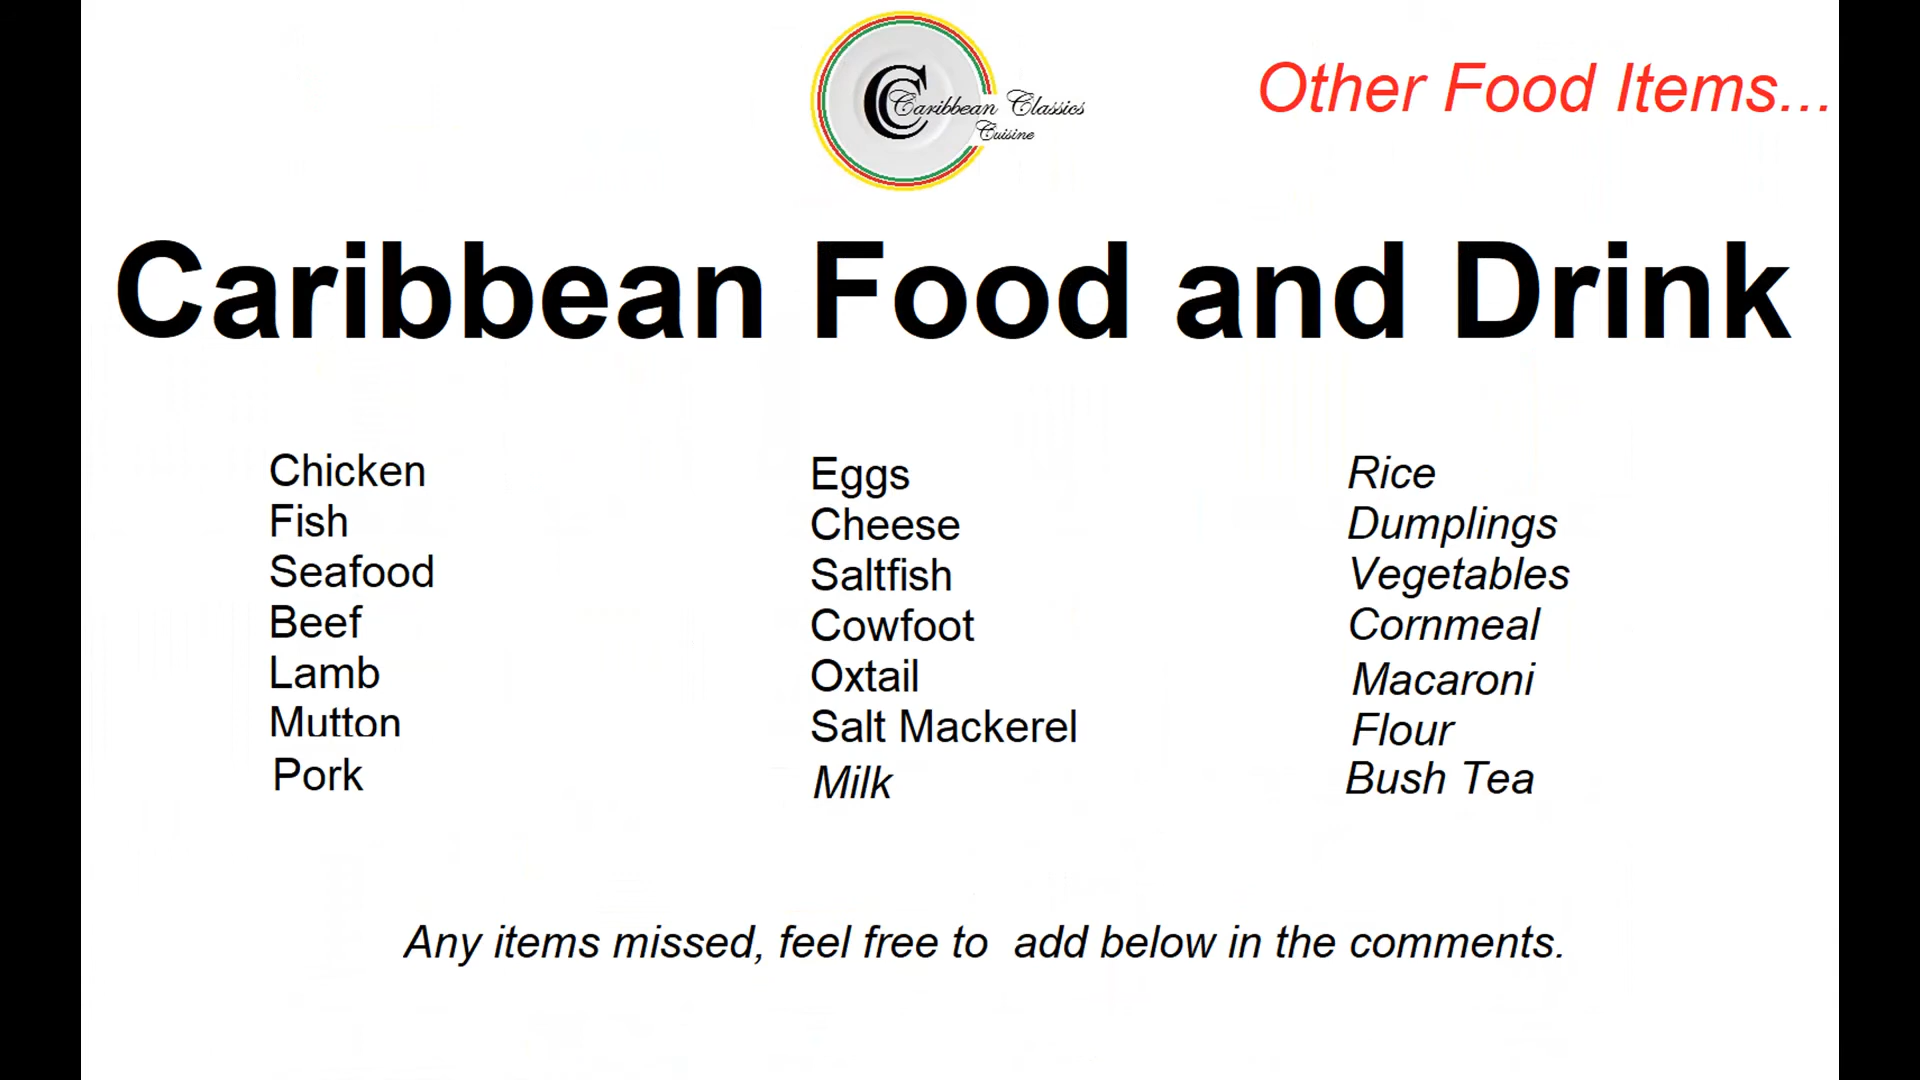 C Caribbean Classics
Cuisine
Other Food Items...
Caribbean Food and Drink
Chicken
Fish
Seafood
Beef
Lamb
Mutton
Pork
Eggs
Cheese
Saltfish
Cowfoot
Oxtail
Salt Mackerel
Milk
Rice
Dumplings
Vegetables
Cornmeal
Macaroni
Flour
Bush Tea
Any items missed, feel free to  add below in the comments.